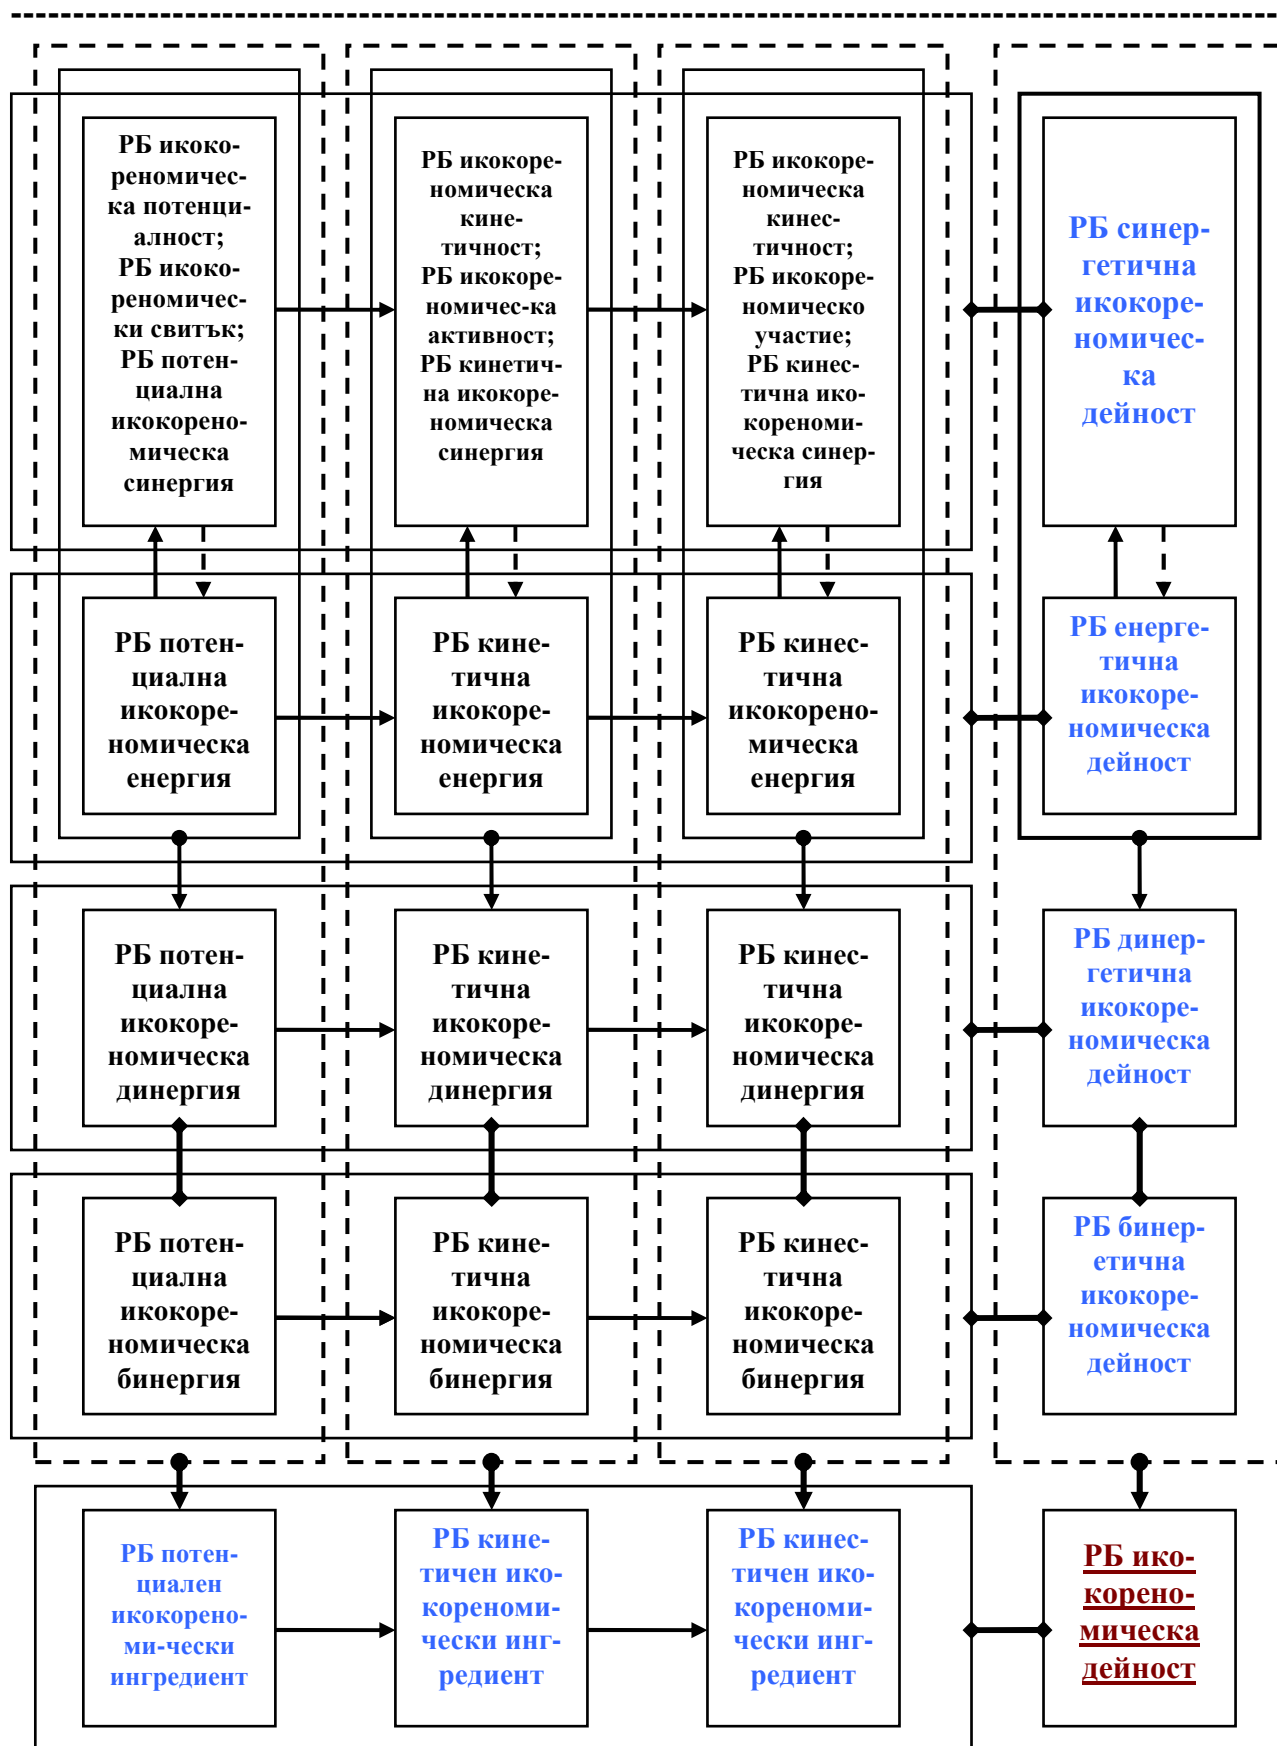 РБ икоко-
реномичес-
ка потенци-
алност;
РБ икоко-
реномичес-
ски свитък;
РБ потен-
циална
икокорено-
мическа
синергия
РБ икокоре-
номическа
кине-
тичност;
РБ икокоре-
номичес-ка
активност;
РБ кинетич-
на икокоре-
номическа
синергия
РБ икокоре-
номическа
кинес-
тичност;
РБ икокоре-
номическо
участие;
РБ кинес-
тична ико-
кореноми-
ческа синер-
гия
РБ синер-
гетична
икокоре-
номичес-
ка
дейност
РБ потен-
циална
икокоре-
номическа
енергия
РБ кине-
тична
икокоре-
номическа
енергия
РБ кинес-
тична
икокорено-
мическа
енергия
РБ енерге-
тична
икокоре-
номическа
дейност
РБ потен-
циална
икокоре-
номическа
динергия
РБ кине-
тична
икокоре-
номическа
динергия
РБ кинес-
тична
икокоре-
номическа
динергия
РБ динер-
гетична
икокоре-
номическа
дейност
РБ потен-
циална
икокоре-
номическа
бинергия
РБ кине-
тична
икокоре-
номическа
бинергия
РБ кинес-
тична
икокоре-
номическа
бинергия
РБ бинер-
етична
икокоре-
номическа
дейност
РБ потен-
циален
икокорено-
ми-чески
ингредиент
РБ кине-
тичен ико-
кореноми-
чески инг-
редиент
РБ кинес-
тичен ико-
кореноми-
чески инг-
редиент
РБ ико-
корено-
мическа
дейност